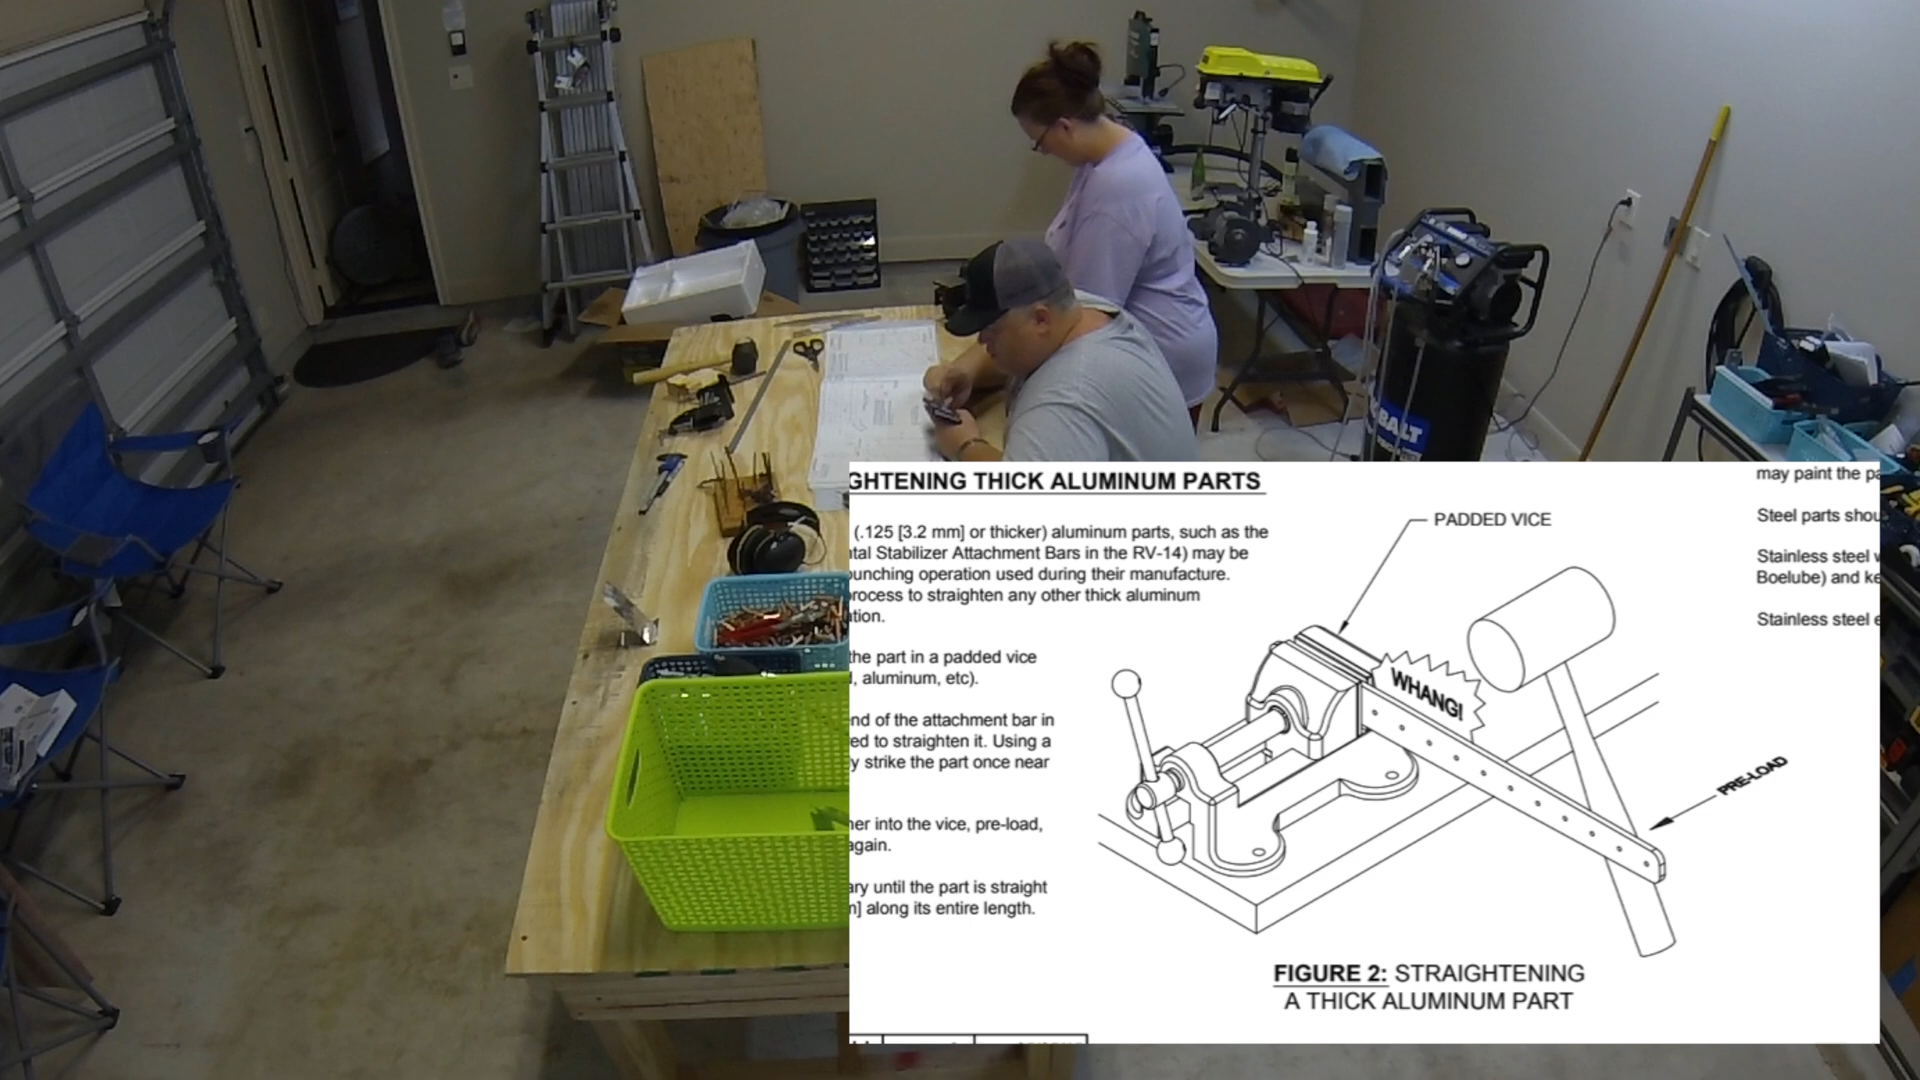 GHTENING THICK ALUMINUM PARTS
(.125 [3.2 mm] or thicker) aluminum parts, such as the
tal Stabilizer Attachment Bars in the RV-14) may be
punching operation used during their manufacture.
process to straighten any other thick aluminum
ation.
the part in a padded vice
, aluminum, etc).
end of the attachment bar in
ed to straighten it. Using a
y strike the part once near
ner into the vice, pre-load,
again.
ary until the part is straight
] along its entire length.
PADDED VICE
WHANG!
PRE-LOAD
FIGURE 2: STRAIGHTENING
A THICK ALUMINUM PART
may paint the pa
Steel parts shou
Stainless steel
Boelube) and ke
Stainless steel
BALT